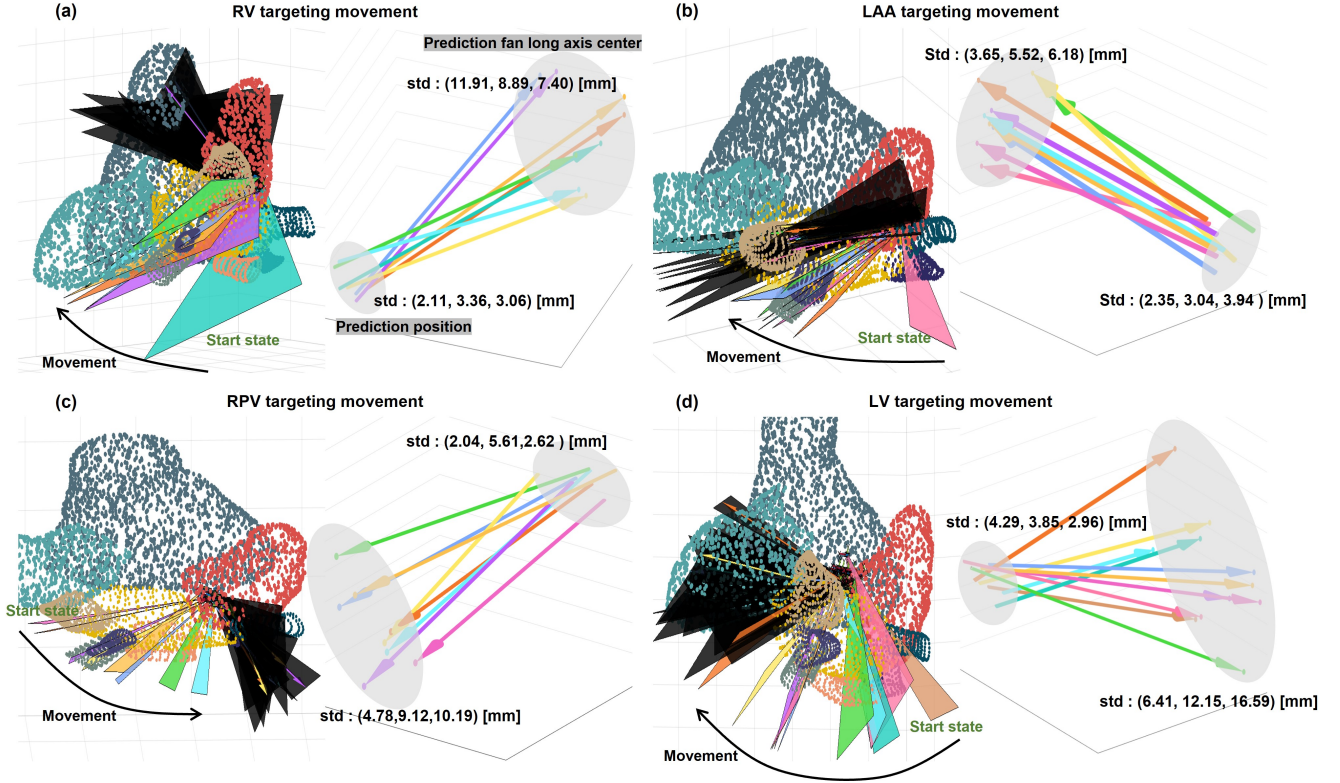 (a)
RV targeting movement
Prediction fan long axis center
std : (11.91, 8.89, 7.40) [mm]
std : (2.11, 3.36, 3.06) [mm]
Prediction position
Start state
Movement
(b)
LAA targeting movement
Std : (3.65, 5.52, 6.18) [mm]
Std : (2.35, 3.04, 3.94 ) [mm]
Start state
Movement
(c)
RPV targeting movement
std : (2.04, 5.61,2.62 ) [mm]
Start state
Movement
std : (4.78,9.12,10.19) [mm]
(d)
LV targeting movement
std : (4.29, 3.85, 2.96) [mm]
std : (6.41, 12.15, 16.59) [mm]
Start state
Movement